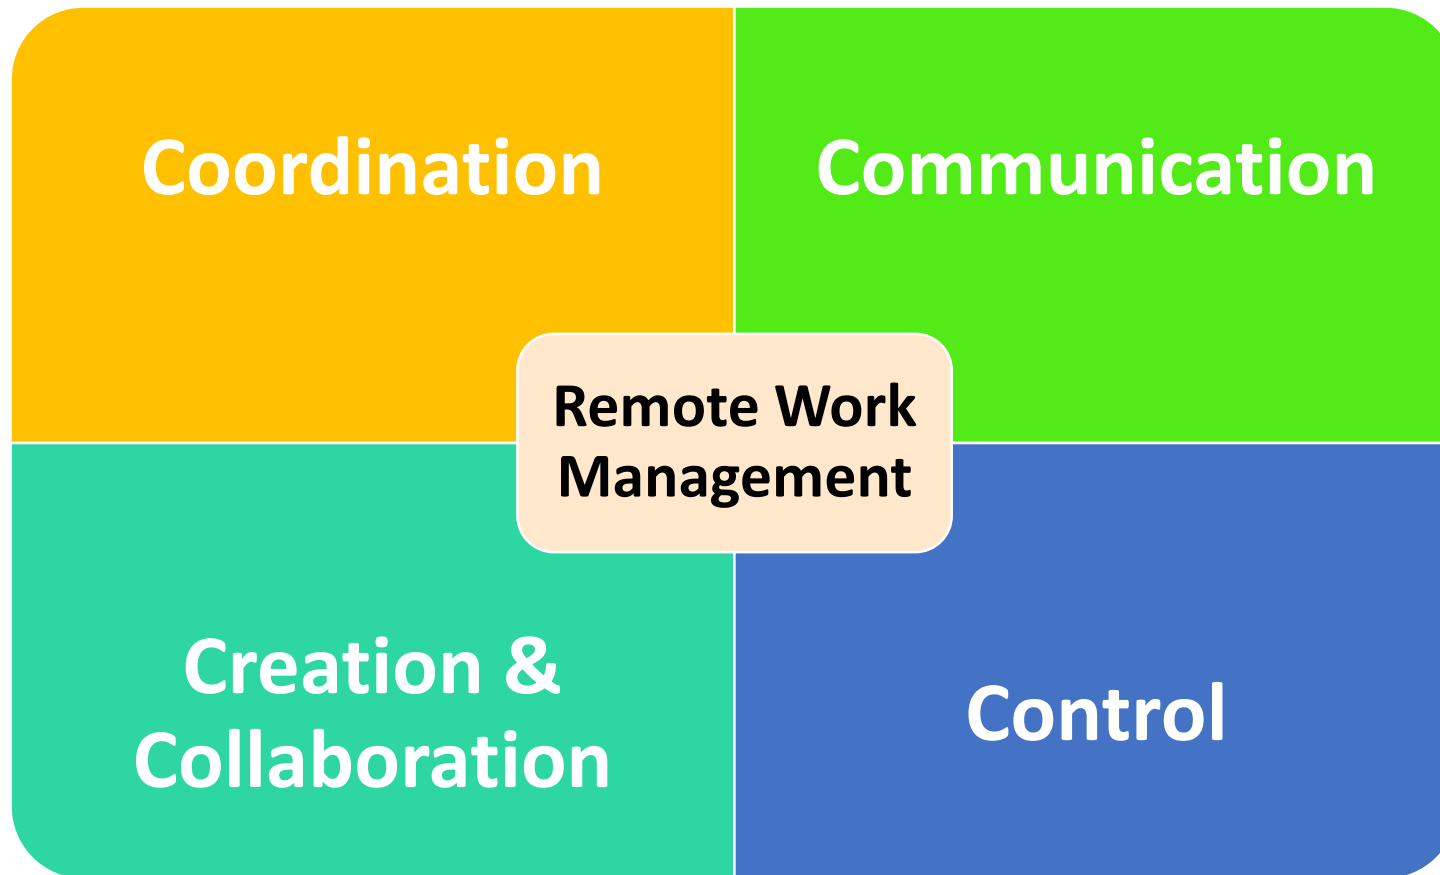 Coordination
Communication
Remote Work
Management
Creation &
Collaboration
Control